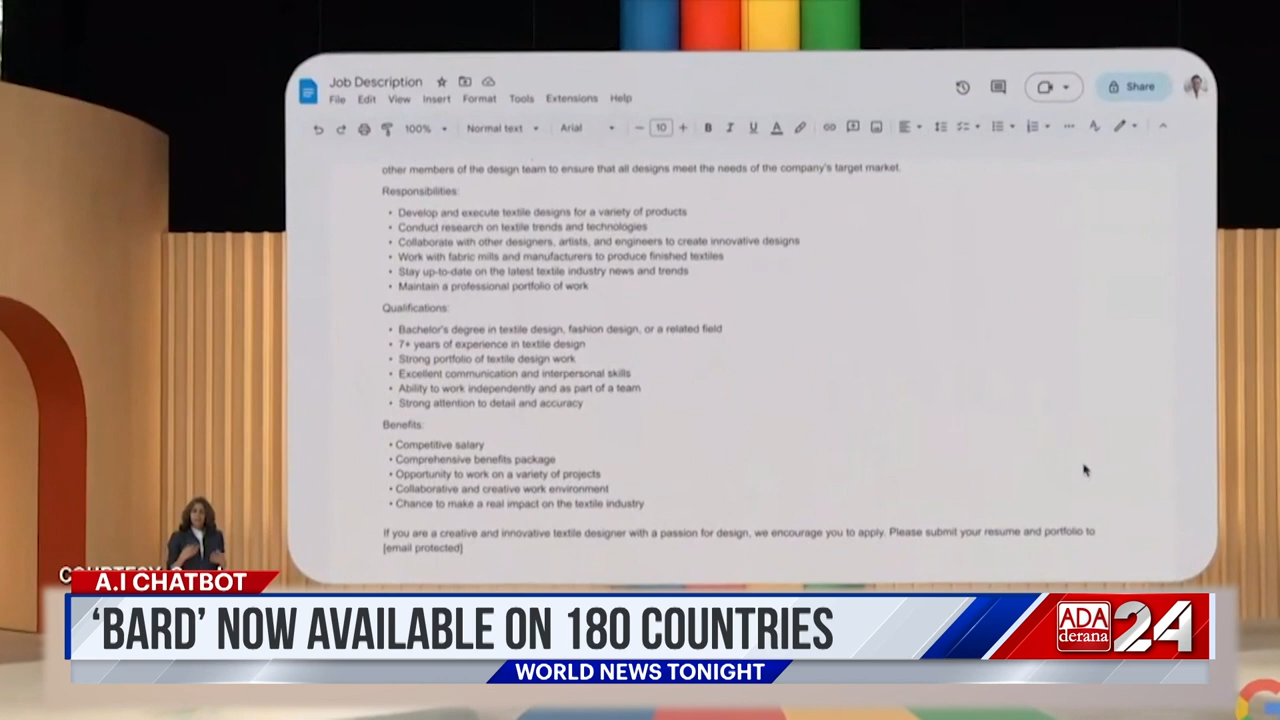 Job Description
File Edit View Insert Format Tools Extensions Help
Share
100% Normal text Arial 10 B I U A
other members of the design team to ensure that all designs meet the needs of the company's target market.
Responsibilities:
• Develop and execute textile designs for a variety of products
• Conduct research on textile trends and technologies
• Collaborate with other designers, artists, and engineers to create innovative designs
• Work with fabric mills and manufacturers to produce finished textiles
• Stay up-to-date on the latest textile industry news and trends
• Maintain a professional portfolio of work
Qualifications:
• Bachelor's degree in textile design, fashion design, or a related field
• 7+ years of experience in textile design
• Strong portfolio of textile design work
• Excellent communication and interpersonal skills
• Ability to work independently and as part of a team
• Strong attention to detail and accuracy
Benefits:
• Competitive salary
• Comprehensive benefits package
• Opportunity to work on a variety of projects
• Collaborative and creative work environment
• Chance to make a real impact on the textile industry
If you are a creative and innovative textile designer with a passion for design, we encourage you to apply. Please submit your resume and portfolio to
[email protected]
A.I CHATBOT
'BARD' NOW AVAILABLE ON 180 COUNTRIES
ADA
derana
24
WORLD NEWS TONIGHT